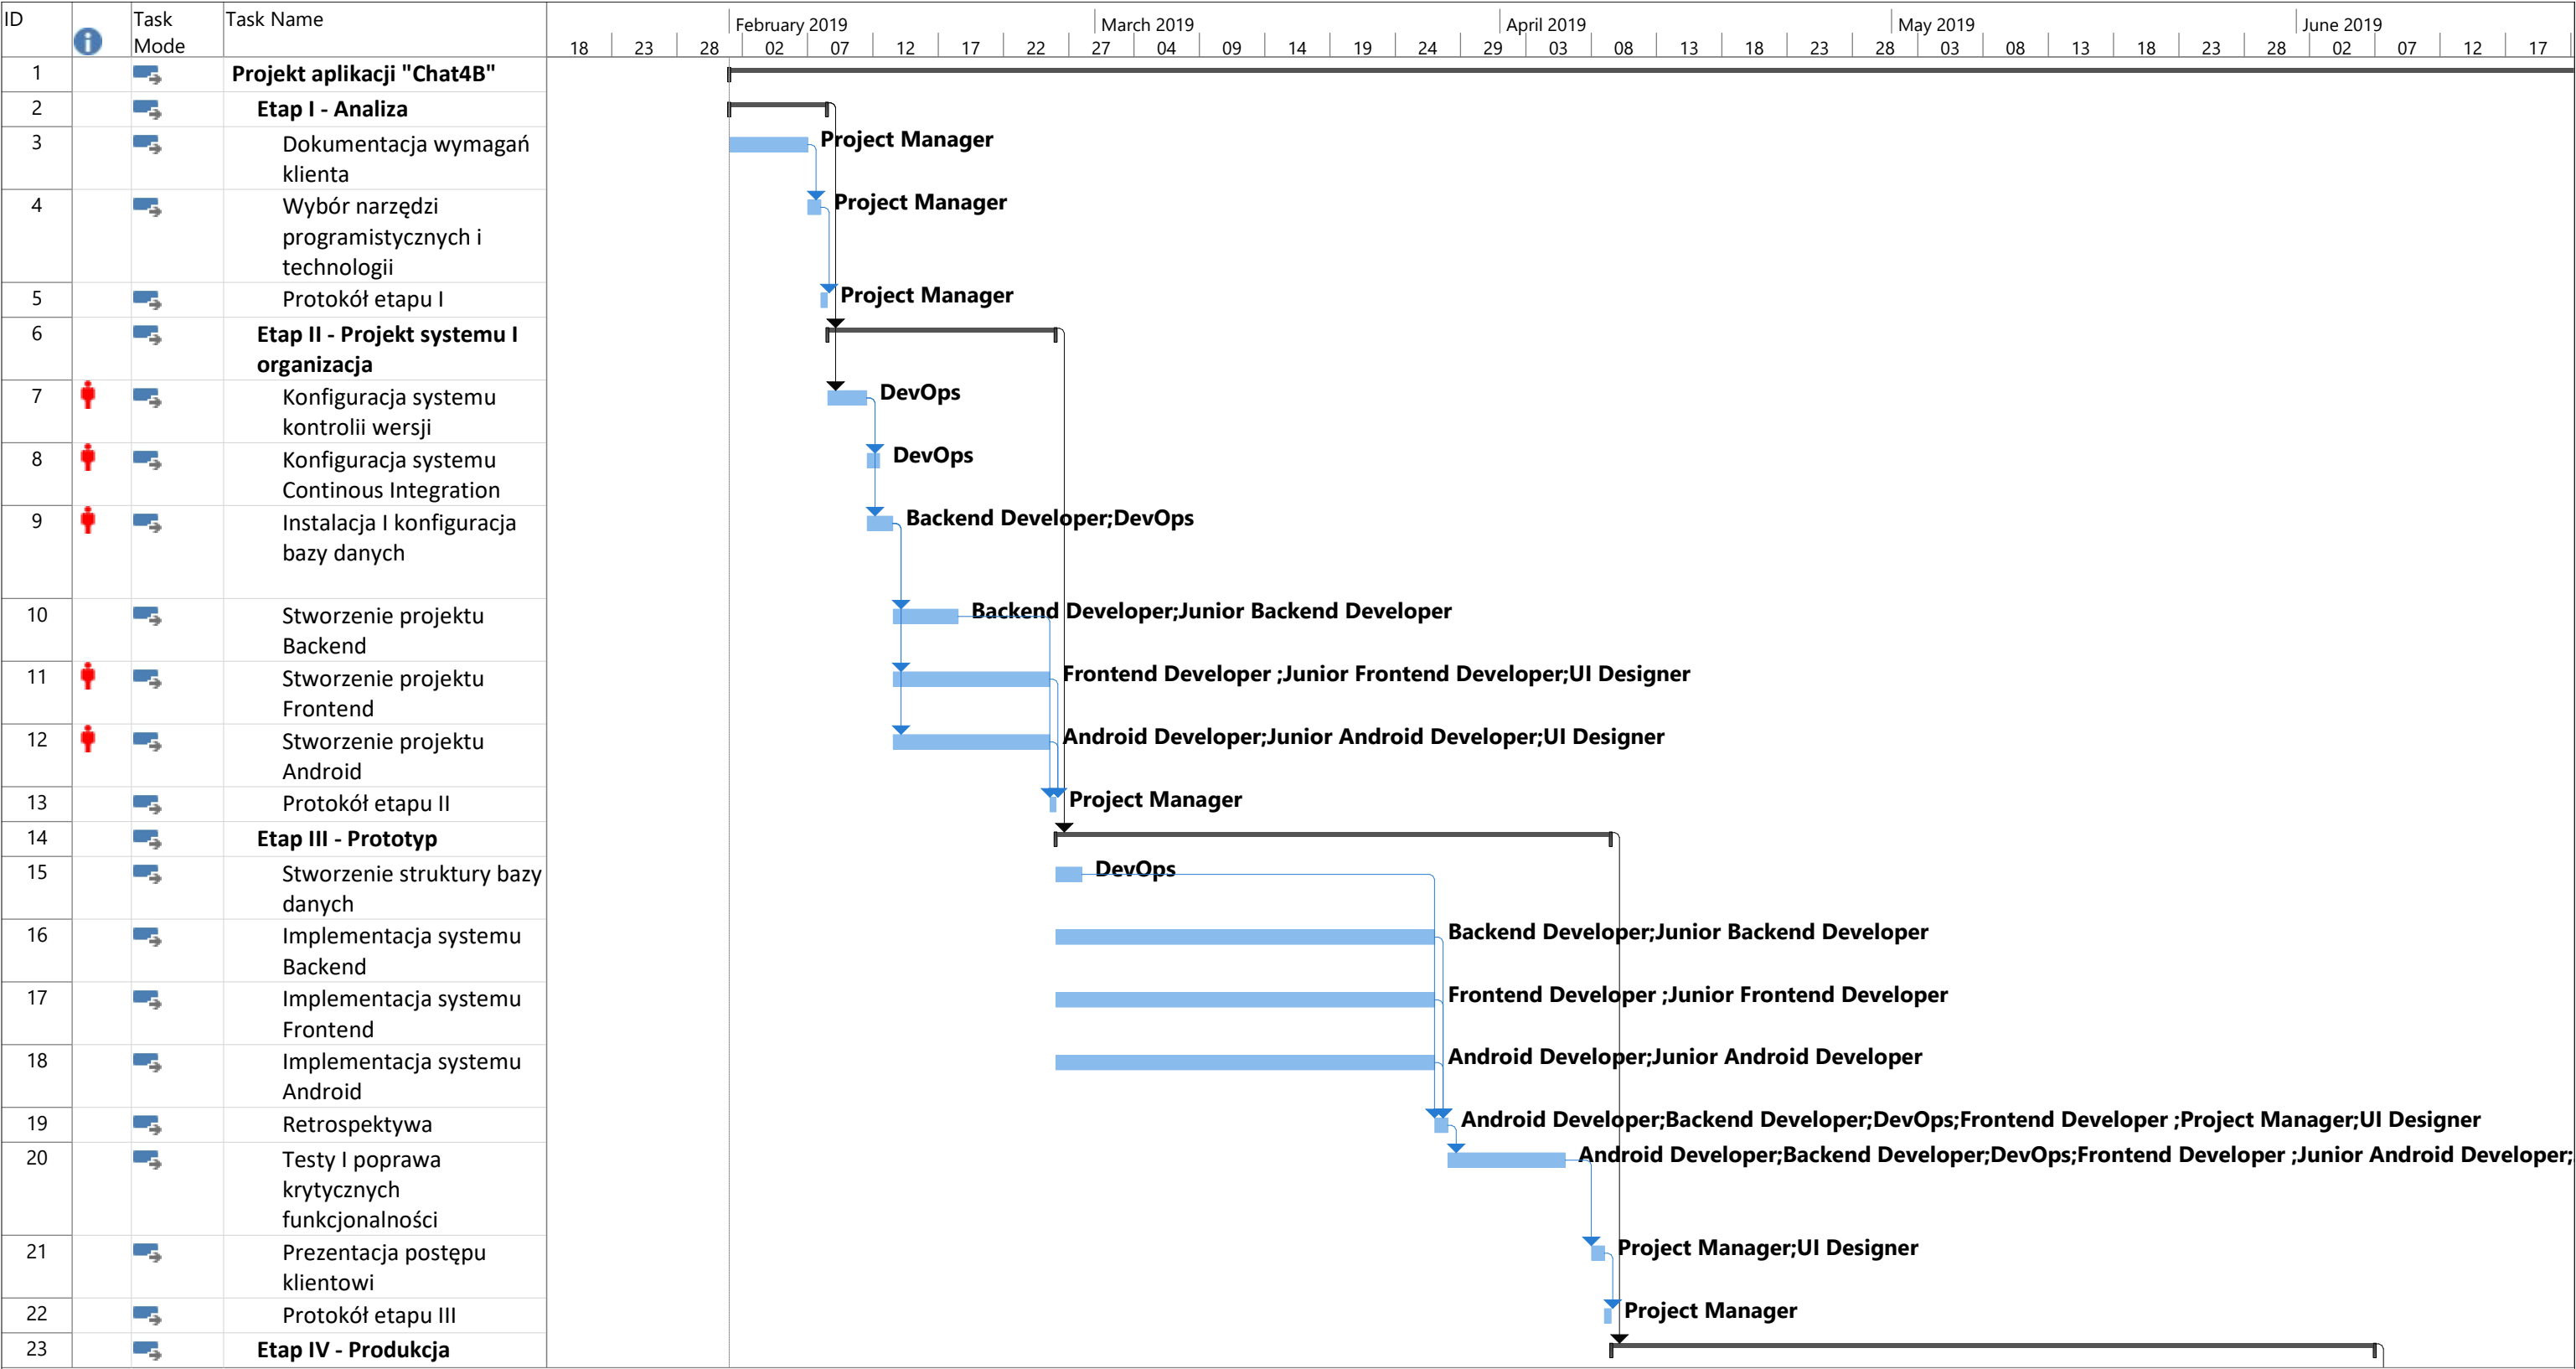 ID Task Mode Task Name
February 2019 March 2019 April 2019 May 2019 June 2019
18 23 28 02 07 12 17 22 27 04 09 14 19 24 29 03 08 13 18 23 28 03 08 13 18 23 28 02 07 12 17
1 Projekt aplikacji "Chat4B"
2 Etap I - Analiza
3 Dokumentacja wymagań Project Manager
klienta
4 Wybór narzędzi Project Manager
programistycznych i
technologii
5 Protokół etapu I Project Manager
6 Etap II - Projekt systemu I
organizacja
7 Konfiguracja systemu DevOps
kontrolii wersji
8 Konfiguracja systemu DevOps
Continous Integration
9 Instalacja I konfiguracja Backend Developer;DevOps
bazy danych
10 Stworzenie projektu Backend Developer;Junior Backend Developer
Backend
11 Stworzenie projektu Frontend Developer ;Junior Frontend Developer;UI Designer
Frontend
12 Stworzenie projektu Android Developer;Junior Android Developer;UI Designer
Android
13 Protokół etapu II Project Manager
14 Etap III - Prototyp
15 Stworzenie struktury bazy DevOps
danych
16 Implementacja systemu Backend Developer;Junior Backend Developer
Backend
17 Implementacja systemu Frontend Developer ;Junior Frontend Developer
Frontend
18 Implementacja systemu Android Developer;Junior Android Developer
Android
19 Retrospektywa Android Developer;Backend Developer;DevOps;Frontend Developer ;Project Manager;UI Designer
20 Testy I poprawa Android Developer;Backend Developer;DevOps;Frontend Developer ;Junior Android Developer;
krytycznych
funkcjonalności
21 Prezentacja postępu Project Manager;UI Designer
klientowi
22 Protokół etapu III Project Manager
23 Etap IV - Produkcja